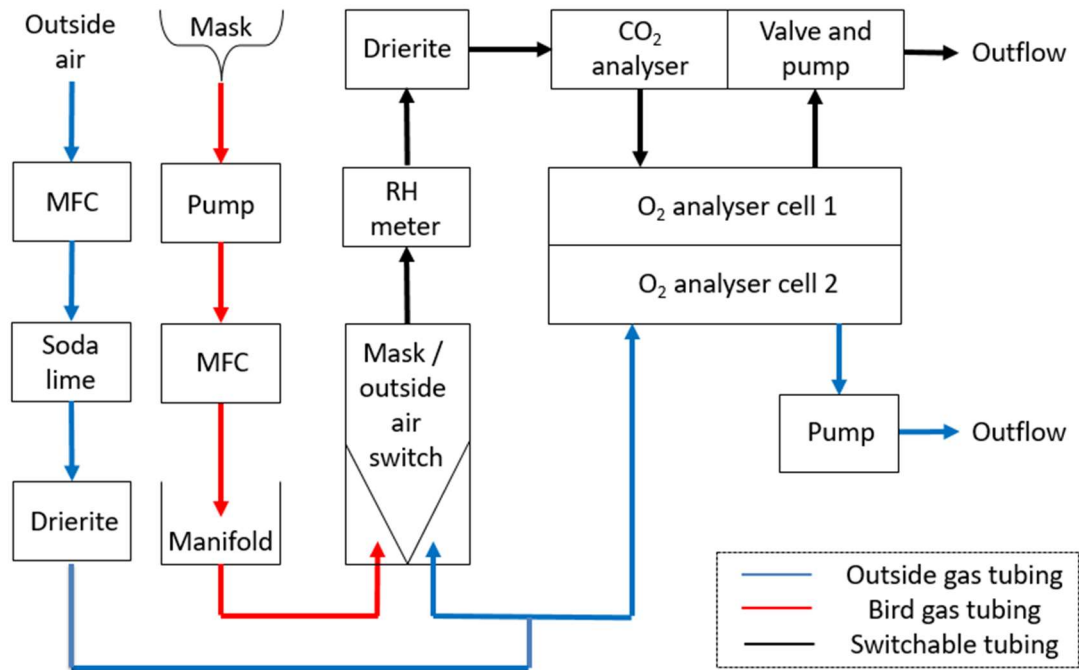 Outside
air
MFC
Soda
lime
Drierite
Mask
Pump
MFC
Manifold
Drierite
RH
meter
Mask /
outside
air
switch
CO₂
analyser
Valve and
pump
Outflow
O₂ analyser cell 1
O₂ analyser cell 2
Pump
Outflow
Outside gas tubing
Bird gas tubing
Switchable tubing